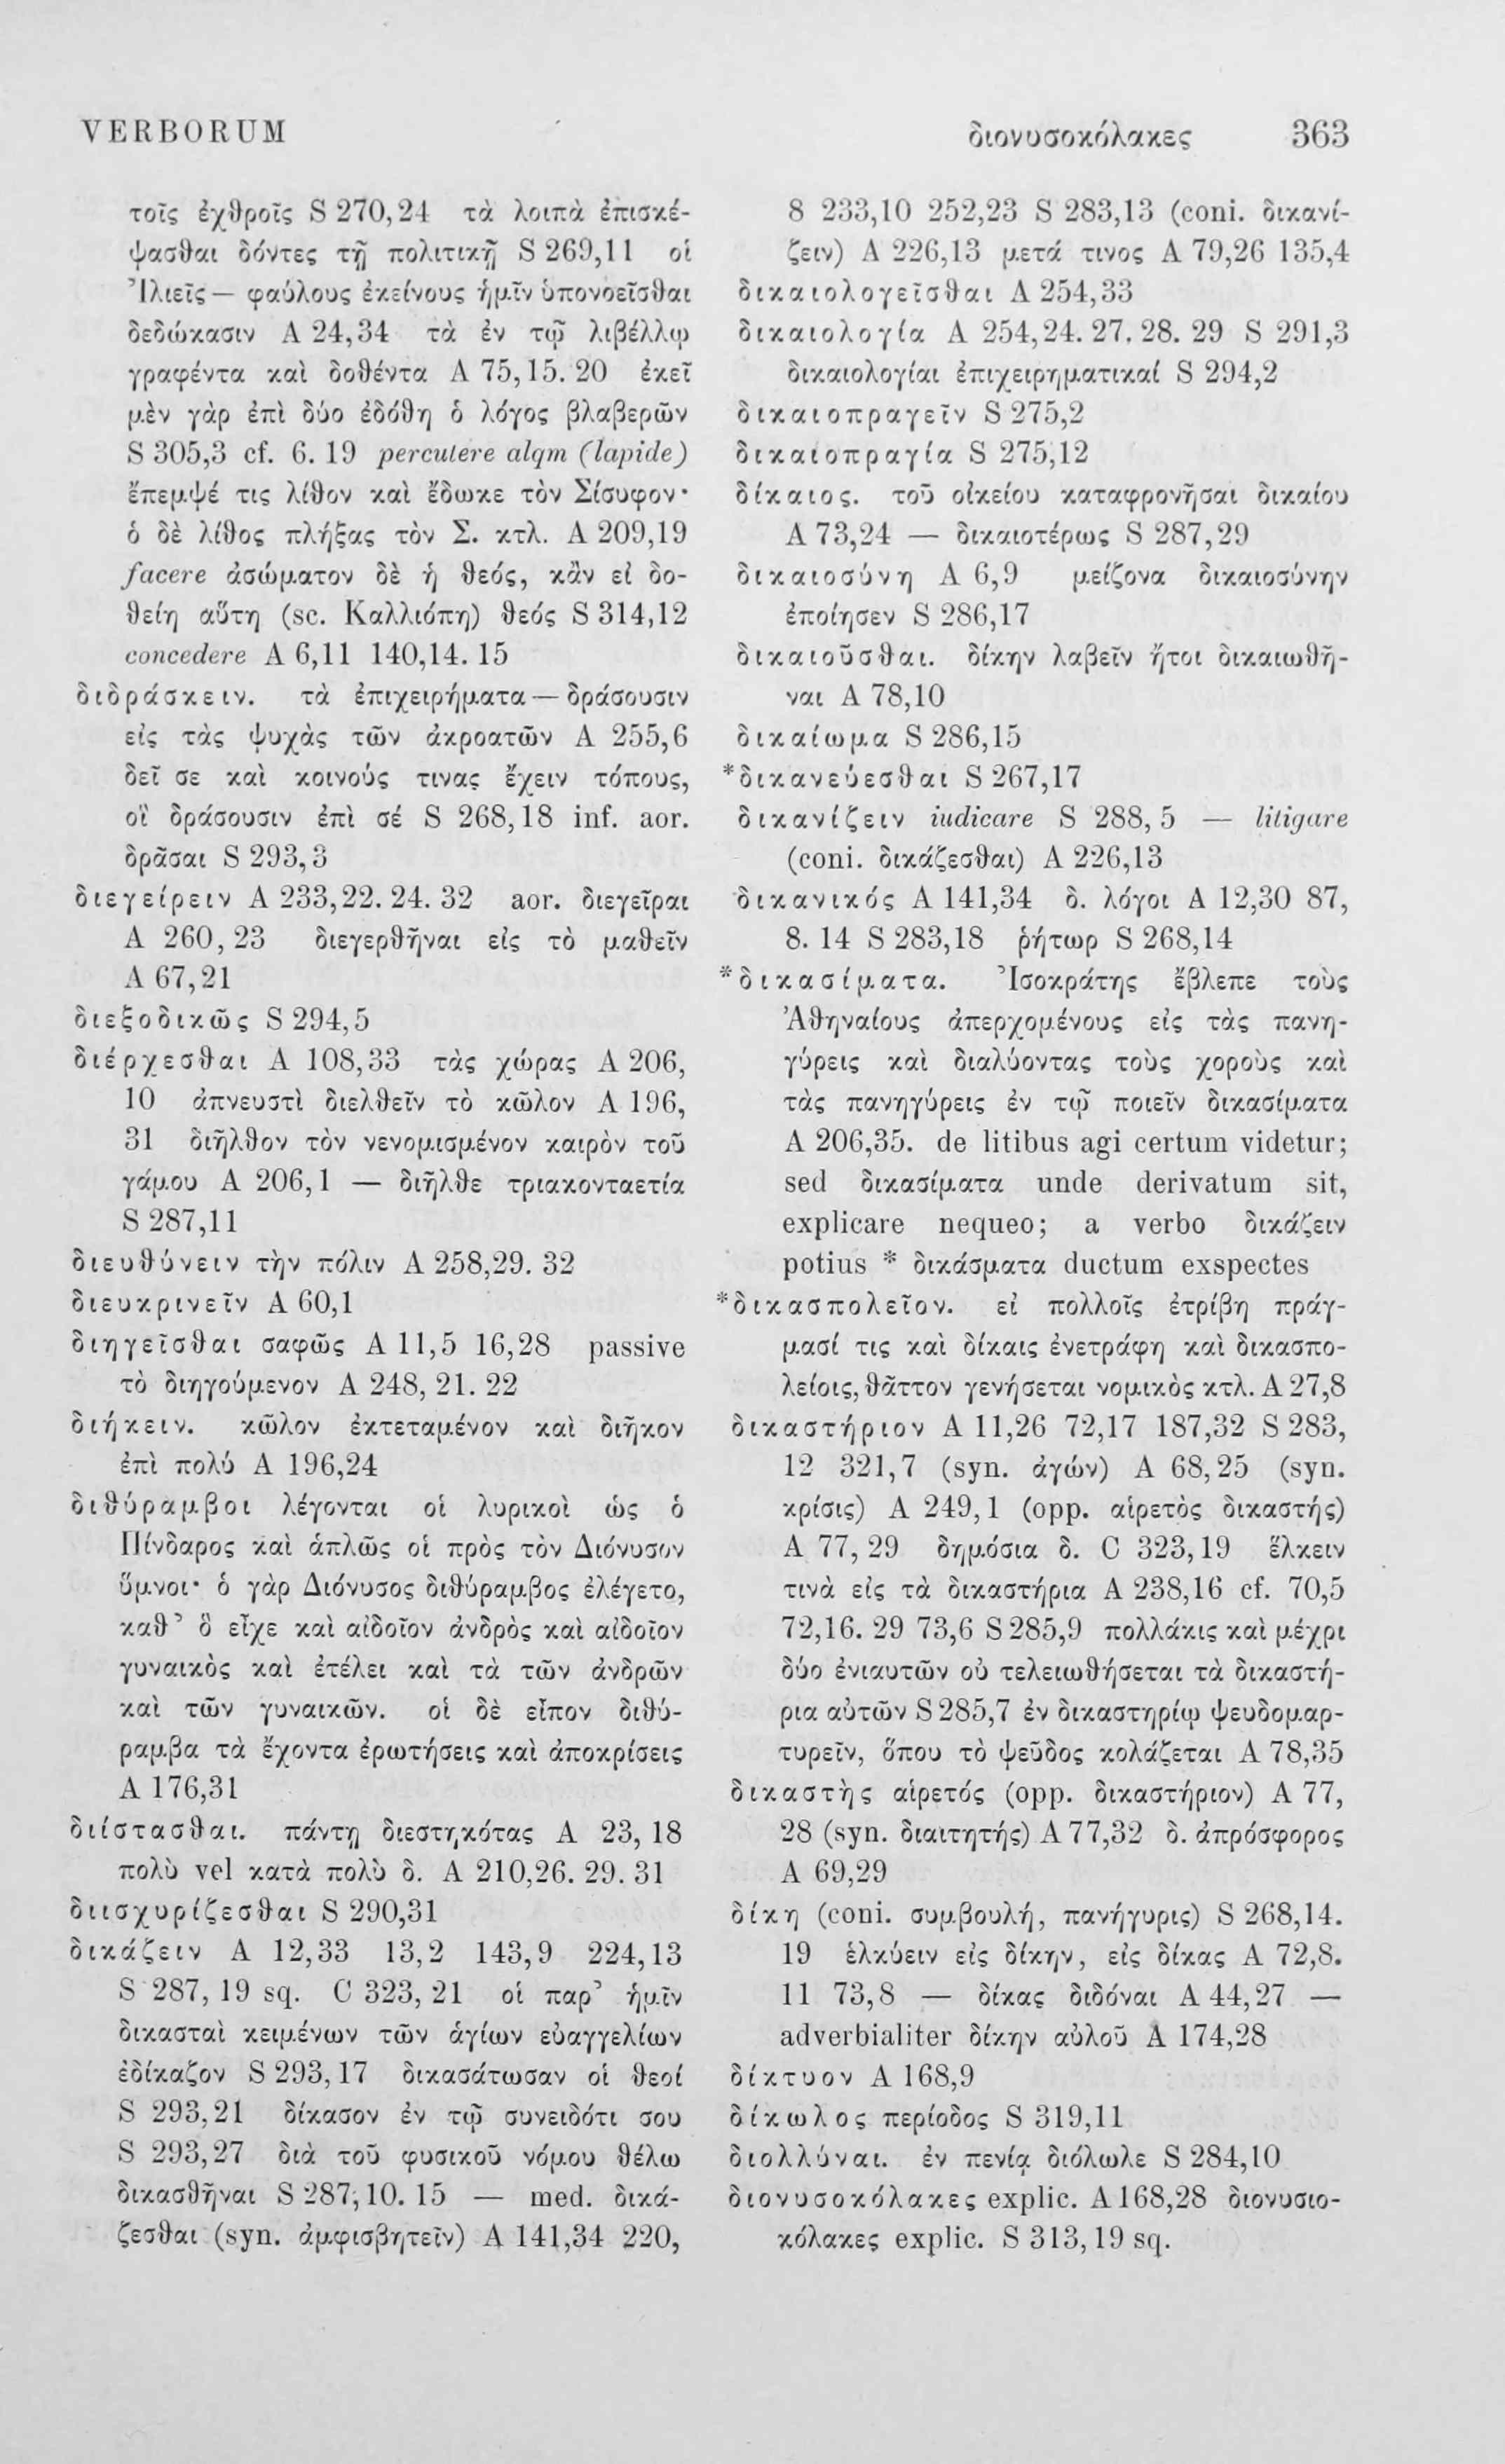 VERBORUM
διονυσοκόλακες 363
τοῖς ἐχθροῖς S 270,24 τὰ λοιπὰ ἐπισκέ-
ψασθαι δόντες τῇ πολιτικῇ S 269,11 οἱ
Ἰλιεῖς — φαύλους ἐκείνους ἡμῖν ὑπονοεῖσθαι
δεδώκασιν A 24,34 τὰ ἐν τῷ λιβέλλῳ
γραφέντα καὶ δοθέντα A 75,15. 20 ἐκεῖ
μὲν γὰρ ἐπὶ δύο ἐδόθη ὁ λόγος βλαβερῶν
S 305,3 cf. 6. 19 percutere alqm (lapide)
ἔπεμψέ τις λίθον καὶ ἔδωκε τὸν Σίσυφον·
ὁ δὲ λίθος πλήξας τὸν Σ. κτλ. A 209,19
facere ἀσώματον δὲ ἡ θεός, κἂν εἰ δο-
θείη αὕτη (sc. Καλλιόπη) θεός S 314,12
concedere A 6,11 140,14. 15
διδράσκειν. τὰ ἐπιχειρήματα — δράσουσιν
εἰς τὰς ψυχὰς τῶν ἀκροατῶν A 255,6
δεῖ σε καὶ κοινούς τινας ἔχειν τόπους,
οἳ δράσουσιν ἐπὶ σέ S 268,18 inf. aor.
δρᾶσαι S 293,3
διεγείρειν A 233,22. 24. 32 aor. διεγεῖραι
A 260,23 διεγερθῆναι εἰς τὸ μαθεῖν
A 67,21
διεξοδικῶς S 294,5
διέρχεσθαι A 108,33 τὰς χώρας A 206,
10 ἀπνευστὶ διελθεῖν τὸ κῶλον A 196,
31 διῆλθον τὸν νενομισμένον καιρὸν τοῦ
γάμου A 206,1 — διῆλθε τριακονταετία
S 287,11
διευθύνειν τὴν πόλιν A 258,29. 32
διευκρινεῖν A 60,1
διηγεῖσθαι σαφῶς A 11,5 16,28 passive
τὸ διηγούμενον A 248,21. 22
διήκειν. κῶλον ἐκτεταμένον καὶ διῆκον
ἐπὶ πολύ A 196,24
διθύραμβοι λέγονται οἱ λυρικοὶ ὡς ὁ
Πίνδαρος καὶ ἁπλῶς οἱ πρὸς τὸν Διόνυσον
ὕμνοι· ὁ γὰρ Διόνυσος διθύραμβος ἐλέγετο,
καθ’ ὃ εἶχε καὶ αἰδοῖον ἀνδρὸς καὶ αἰδοῖον
γυναικὸς καὶ ἐτέλει καὶ τὰ τῶν ἀνδρῶν
καὶ τῶν γυναικῶν. οἱ δὲ εἶπον διθύ-
ραμβα τὰ ἔχοντα ἐρωτήσεις καὶ ἀποκρίσεις
A 176,31
διίστασθαι. πάντῃ διεστηκότας A 23,18
πολὺ vel κατὰ πολὺ δ. A 210,26. 29. 31
διισχυρίζεσθαι S 290,31
δικάζειν A 12,33 13,2 143,9 224,13
S 287,19 sq. C 323,21 οἱ παρ’ ἡμῖν
δικασταὶ κειμένων τῶν ἁγίων εὐαγγελίων
ἐδίκαζον S 293,17 δικασάτωσαν οἱ θεοί
S 293,21 δίκασον ἐν τῷ συνειδότι σου
S 293,27 διὰ τοῦ φυσικοῦ νόμου θέλω
δικασθῆναι S 287,10. 15 — med. δικά-
ζεσθαι (syn. ἀμφισβητεῖν) A 141,34 220,
8 233,10 252,23 S 283,13 (coni. δικανί-
ζειν) A 226,13 μετά τινος A 79,26 135,4
δικαιολογεῖσθαι A 254,33
δικαιολογία A 254,24. 27. 28. 29 S 291,3
δικαιολογίαι ἐπιχειρηματικαί S 294,2
δικαιοπραγεῖν S 275,2
δικαιοπραγία S 275,12
δίκαιος. τοῦ οἰκείου καταφρονῆσαι δικαίου
A 73,24 — δικαιοτέρως S 287,29
δικαιοσύνη A 6,9 μείζονα δικαιοσύνην
ἐποίησεν S 286,17
δικαιοῦσθαι. δίκην λαβεῖν ἤτοι δικαιωθῆ-
ναι A 78,10
δικαίωμα S 286,15
*δικανεύεσθαι S 267,17
δικανίζειν iudicare S 288,5 — litigare
(coni. δικάζεσθαι) A 226,13
δικανικός A 141,34 δ. λόγοι A 12,30 87,
8. 14 S 283,18 ῥήτωρ S 268,14
*δικασίματα. Ἰσοκράτης ἔβλεπε τοὺς
Ἀθηναίους ἀπερχομένους εἰς τὰς πανη-
γύρεις καὶ διαλύοντας τοὺς χοροὺς καὶ
τὰς πανηγύρεις ἐν τῷ ποιεῖν δικασίματα
A 206,35. de litibus agi certum videtur;
sed δικασίματα unde derivatum sit,
explicare nequeo; a verbo δικάζειν
potius * δικάσματα ductum exspectes
*δικασπολεῖον. εἰ πολλοῖς ἐτρίβη πράγ-
μασί τις καὶ δίκαις ἐνετράφη καὶ δικασπο-
λείοις, θᾶττον γενήσεται νομικὸς κτλ. A 27,8
δικαστήριον A 11,26 72,17 187,32 S 283,
12 321,7 (syn. ἀγών) A 68,25 (syn.
κρίσις) A 249,1 (opp. αἱρετὸς δικαστής)
A 77,29 δημόσια δ. C 323,19 ἕλκειν
τινὰ εἰς τὰ δικαστήρια A 238,16 cf. 70,5
72,16. 29 73,6 S 285,9 πολλάκις καὶ μέχρι
δύο ἐνιαυτῶν οὐ τελειωθήσεται τὰ δικαστή-
ρια αὐτῶν S 285,7 ἐν δικαστηρίῳ ψευδομαρ-
τυρεῖν, ὅπου τὸ ψεῦδος κολάζεται A 78,35
δικαστὴς αἱρετός (opp. δικαστήριον) A 77,
28 (syn. διαιτητής) A 77,32 δ. ἀπρόσφορος
A 69,29
δίκη (coni. συμβουλή, πανήγυρις) S 268,14.
19 ἑλκύειν εἰς δίκην, εἰς δίκας A 72,8.
11 73,8 — δίκας διδόναι A 44,27 —
adverbialiter δίκην αὐλοῦ A 174,28
δίκτυον A 168,9
δίκωλος περίοδος S 319,11
διολλύναι. ἐν πενίᾳ διόλωλε S 284,10
διονυσοκόλακες explic. A 168,28 διονυσιο-
κόλακες explic. S 313,19 sq.